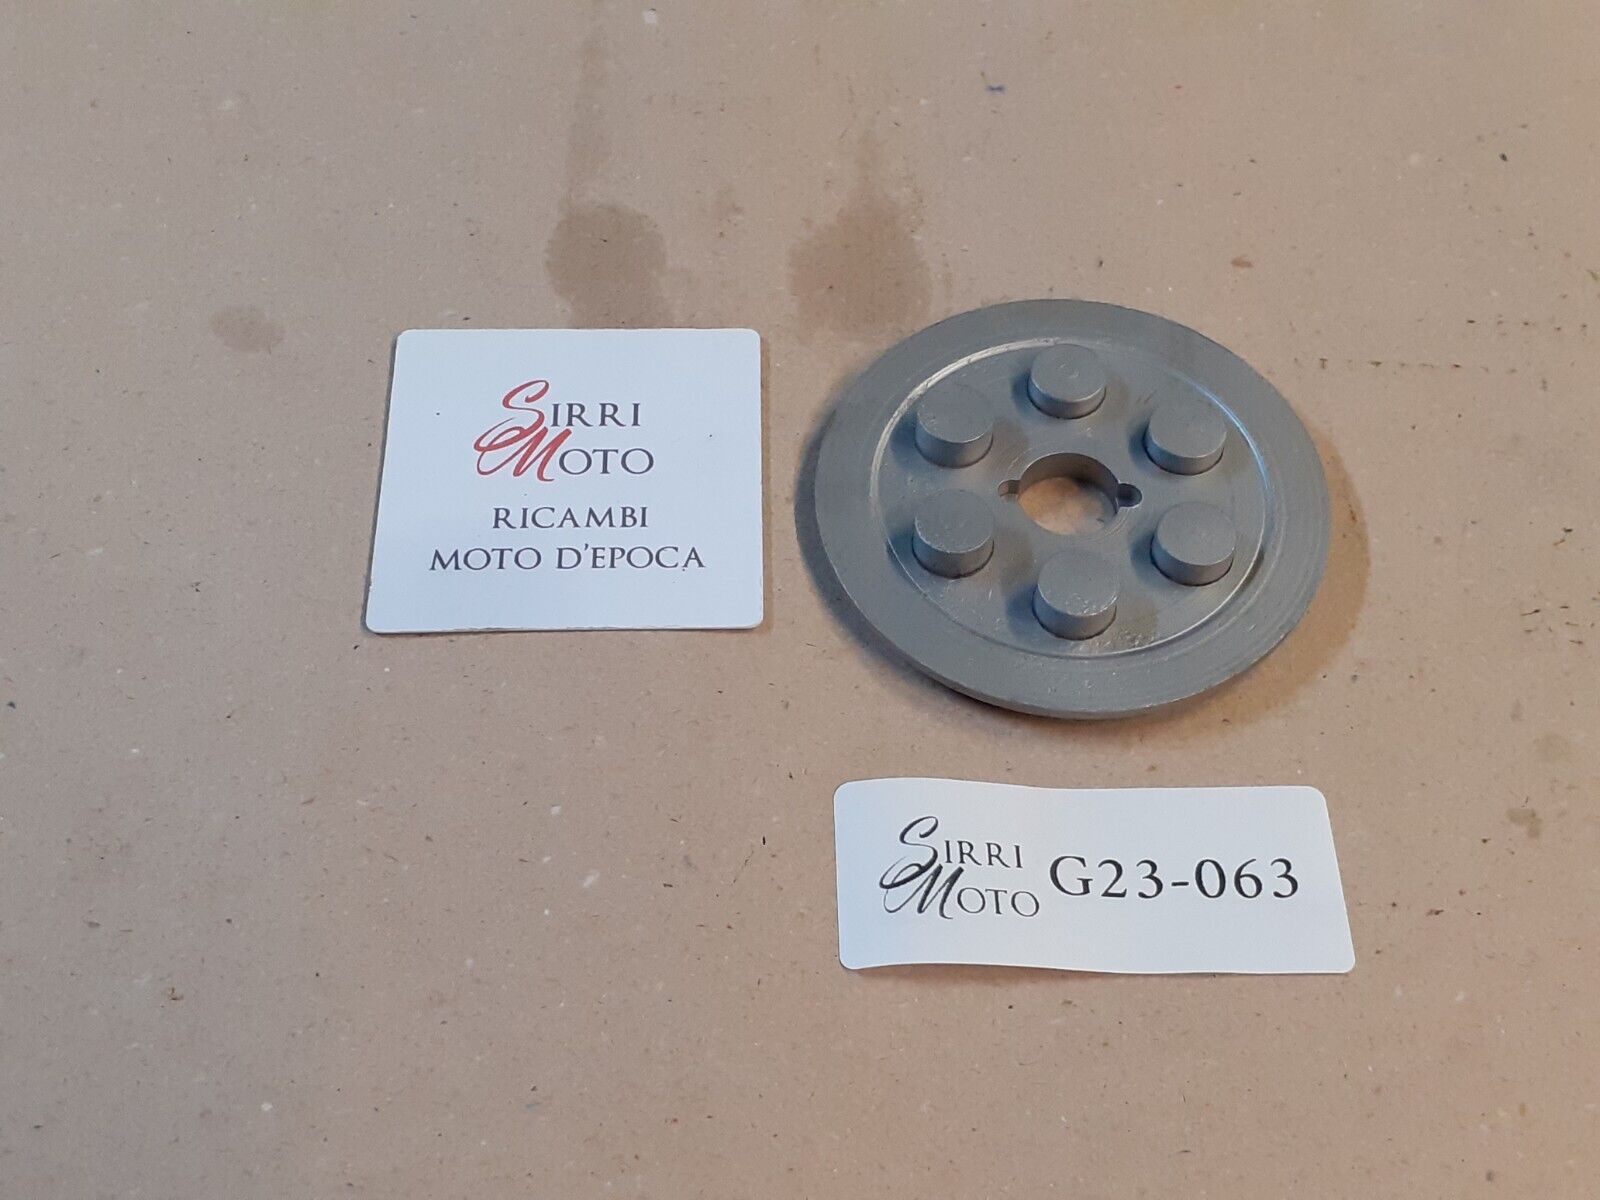 SIRRI
MOTO
RICAMBI
MOTO D'EPOCA
SIRRI
MOTO
G23-063